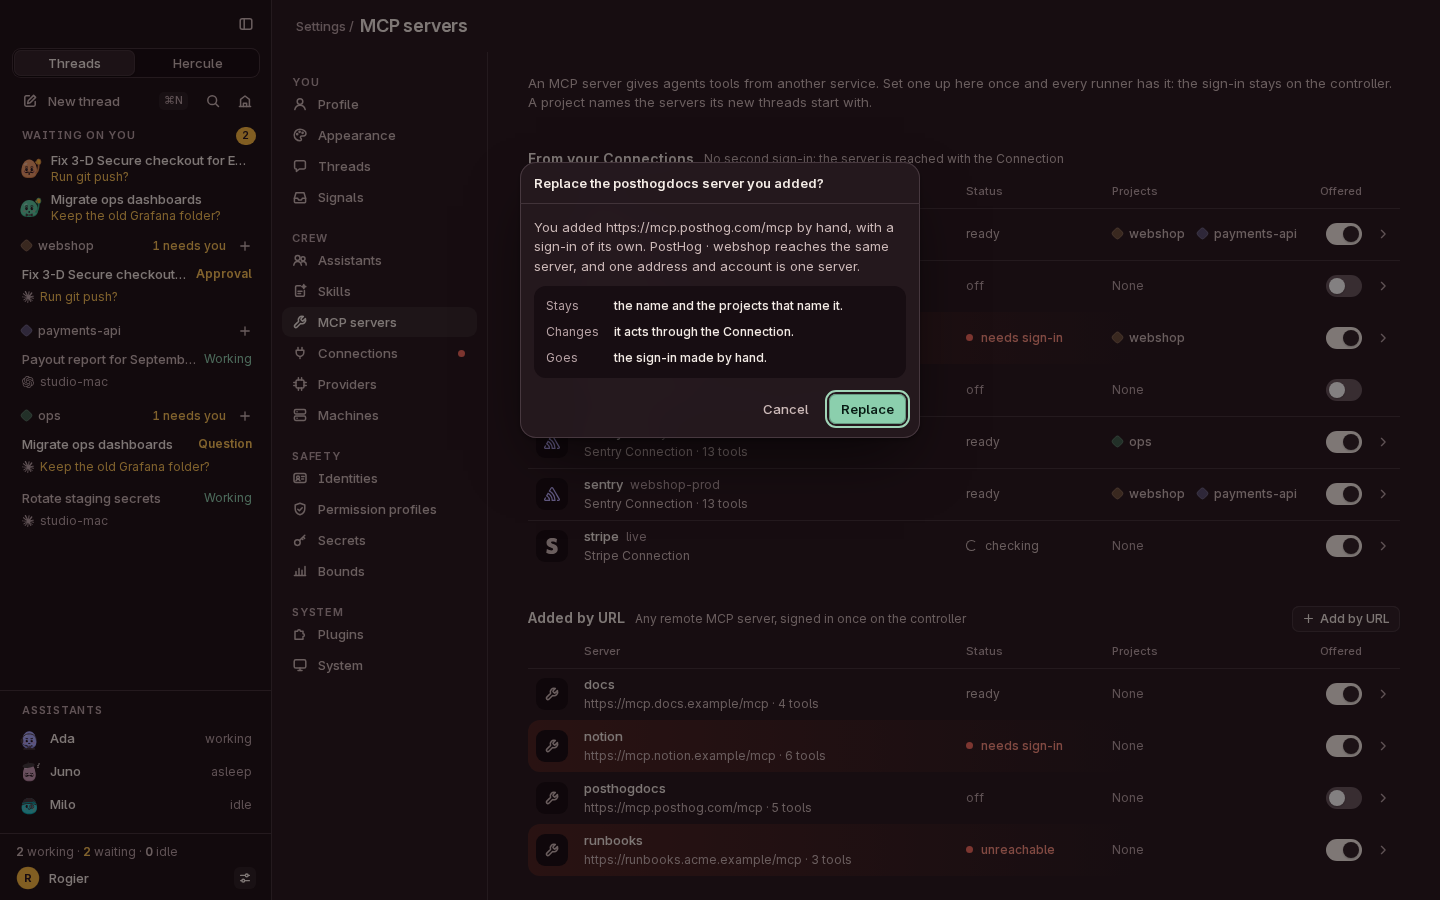 Settings / MCP servers
Threads
Hercule
New thread
⌘N
WAITING ON YOU
2
Fix 3-D Secure checkout for E...
Run git push?
Migrate ops dashboards
Keep the old Grafana folder?
webshop
1 needs you
Fix 3-D Secure checkout...
Approval
Run git push?
payments-api
Payout report for Septemb...
Working
studio-mac
ops
1 needs you
Migrate ops dashboards
Question
Keep the old Grafana folder?
Rotate staging secrets
Working
studio-mac
ASSISTANTS
Ada
working
Juno
asleep
Milo
idle
2 working · 2 waiting · 0 idle
R
Rogier
YOU
Profile
Appearance
Threads
Signals
CREW
Assistants
Skills
MCP servers
Connections
Providers
Machines
SAFETY
Identities
Permission profiles
Secrets
Bounds
SYSTEM
Plugins
System
An MCP server gives agents tools from another service. Set one up here once and every runner has it: the sign-in stays on the controller.
A project names the servers its new threads start with.
From your Connections
No second sign-in: the server is reached with the Connection
Status
Projects
Offered
ready
webshop
payments-api
off
None
needs sign-in
webshop
off
None
Replace the posthogdocs server you added?
You added https://mcp.posthog.com/mcp by hand, with a
sign-in of its own. PostHog · webshop reaches the same
server, and one address and account is one server.
Stays
the name and the projects that name it.
Changes
it acts through the Connection.
Goes
the sign-in made by hand.
Cancel
Replace
Sentry Connection · 13 tools
ready
ops
sentry webshop-prod
Sentry Connection · 13 tools
ready
webshop
payments-api
stripe live
Stripe Connection
checking
None
Added by URL
Any remote MCP server, signed in once on the controller
Add by URL
Server
Status
Projects
Offered
docs
https://mcp.docs.example/mcp · 4 tools
ready
None
notion
https://mcp.notion.example/mcp · 6 tools
needs sign-in
None
posthogdocs
https://mcp.posthog.com/mcp · 5 tools
off
None
runbooks
https://runbooks.acme.example/mcp · 3 tools
unreachable
None